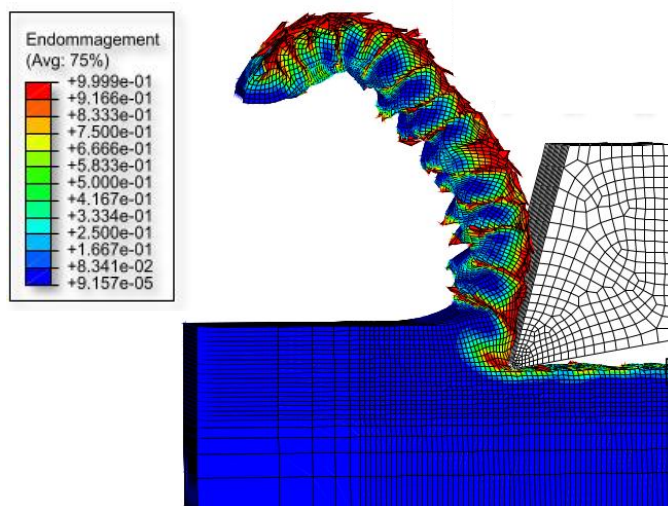 Endommagement
(Avg: 75%)
+9.999e-01
+9.166e-01
+8.333e-01
+7.500e-01
+6.666e-01
+5.833e-01
+5.000e-01
+4.167e-01
+3.334e-01
+2.500e-01
+1.667e-01
+8.341e-02
+9.157e-05